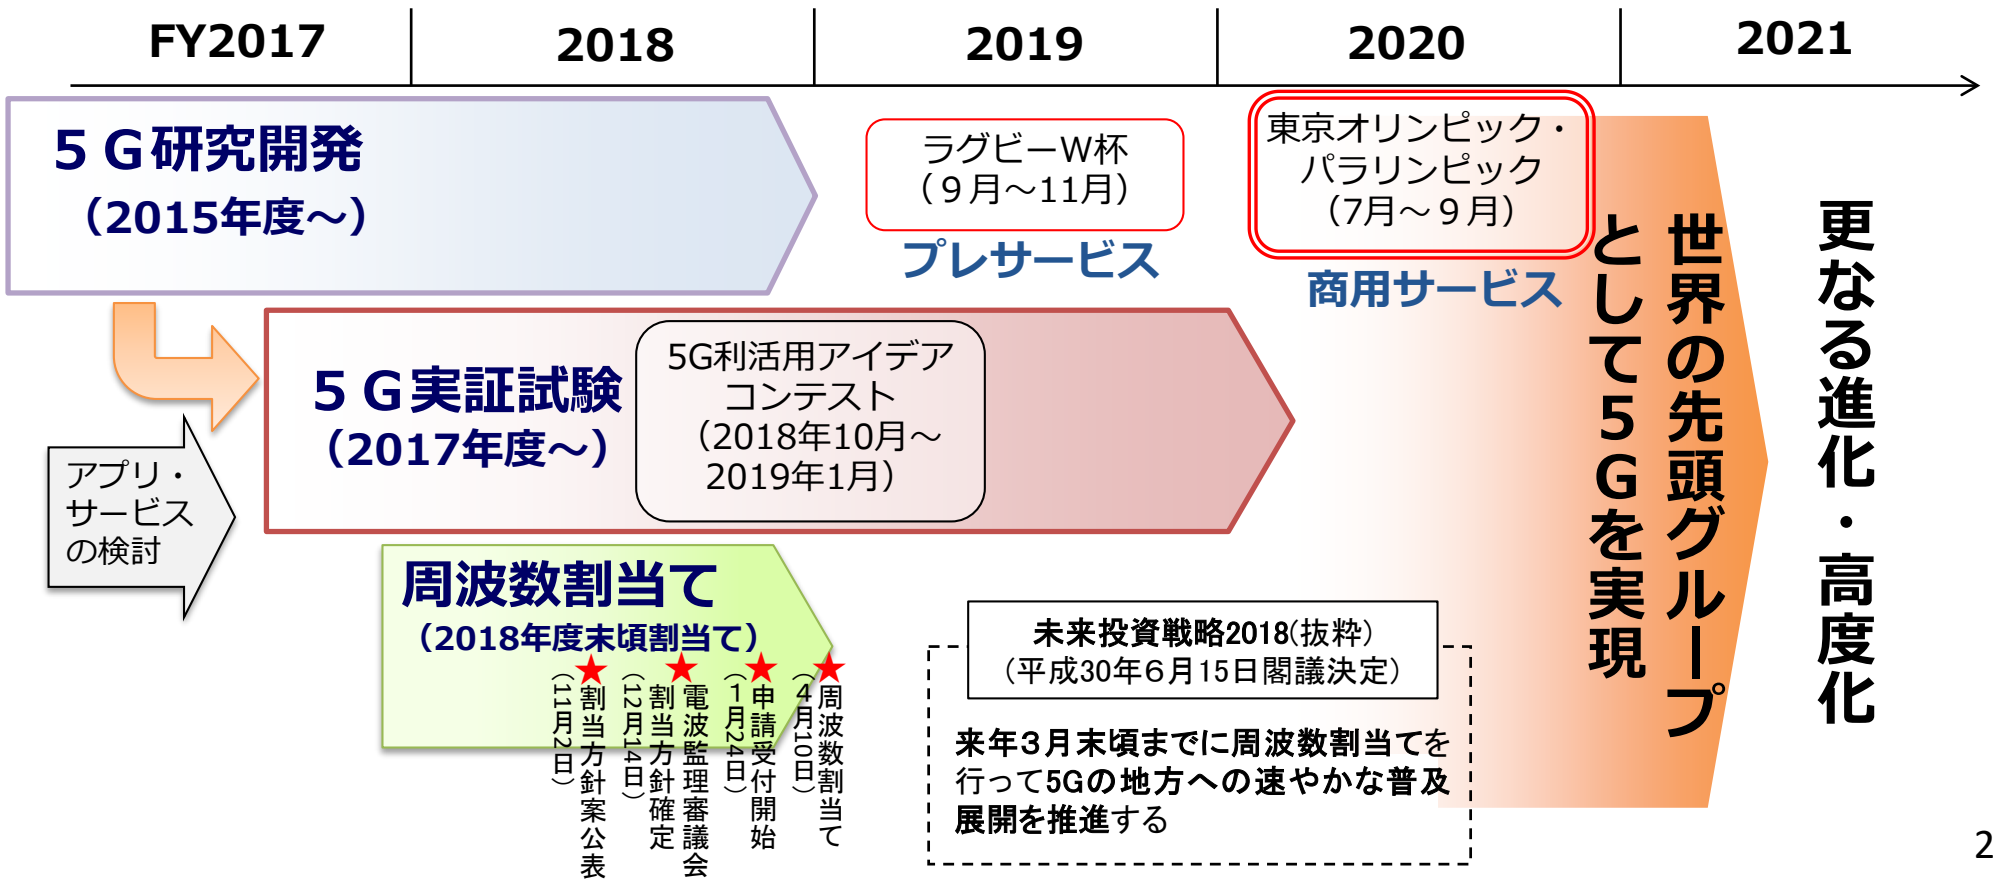 FY2017
2018
2019
2020
2021
５Ｇ研究開発
（2015年度～）
ラグビーＷ杯
（９月～11月）
プレサービス
東京オリンピック・
パラリンピック
（7月～９月）
商用サービス
世界の先頭グループ
として５Ｇを実現
更なる進化・高度化
アプリ・
サービス
の検討
５Ｇ実証試験
（2017年度～）
5G利活用アイデア
コンテスト
（2018年10月～
2019年1月）
周波数割当て
（2018年度末頃割当て）
★割当方針案公表
（11月2日）
★電波監理審議会
割当方針確定
（12月14日）
★申請受付開始
（1月24日）
★周波数割当て
（４月10日）
未来投資戦略2018(抜粋）
（平成30年６月15日閣議決定）
来年３月末頃までに周波数割当てを
行って5Gの地方への速やかな普及
展開を推進する
2